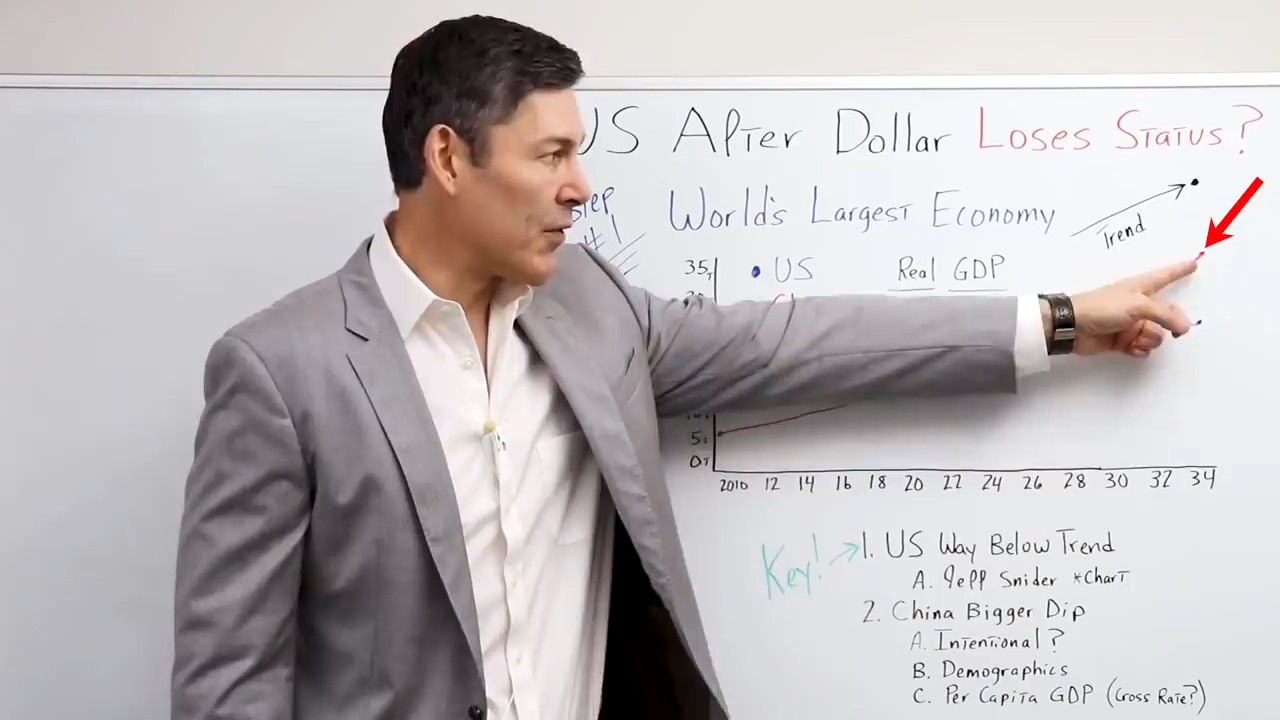 US After Dollar Loses Status?
Step
#1
World's Largest Economy
Trend
35T
US
Real GDP
5T
0T
2010 12 14 16 18 20 22 24 26 28 30 32 34
Key!
1. US Way Below Trend
A. Jeff Snider *Chart
2. China Bigger Dip
A. Intentional?
B. Demographics
C. Per Capita GDP (Cross Rate?)